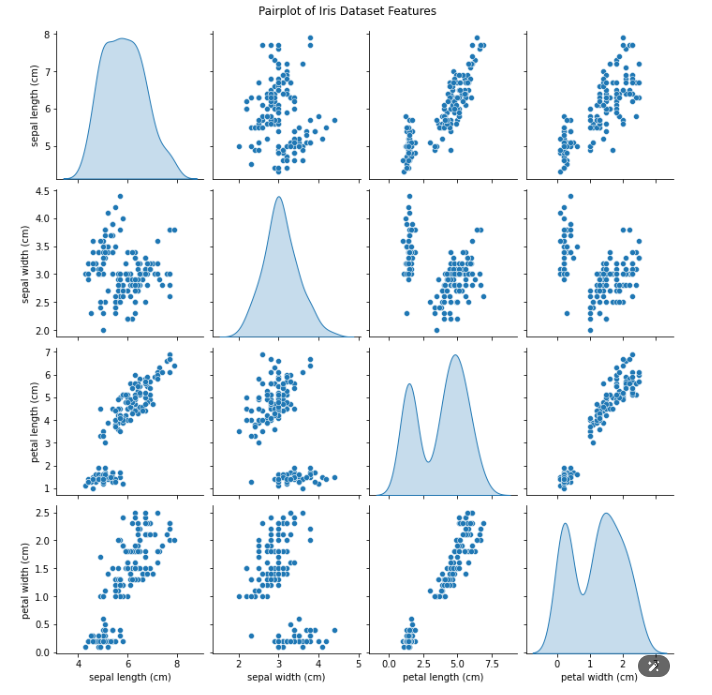 Pairplot of Iris Dataset Features
sepal length (cm)
8
7
6
5
sepal width (cm)
4.5
4.0
3.5
3.0
2.5
2.0
petal length (cm)
7
6
5
4
3
2
1
petal width (cm)
2.5
2.0
1.5
1.0
0.5
0.0
4 6 8
sepal length (cm)
2 3 4 5
sepal width (cm)
0.0 2.5 5.0 7.5
petal length (cm)
0 1 2
petal width (cm)